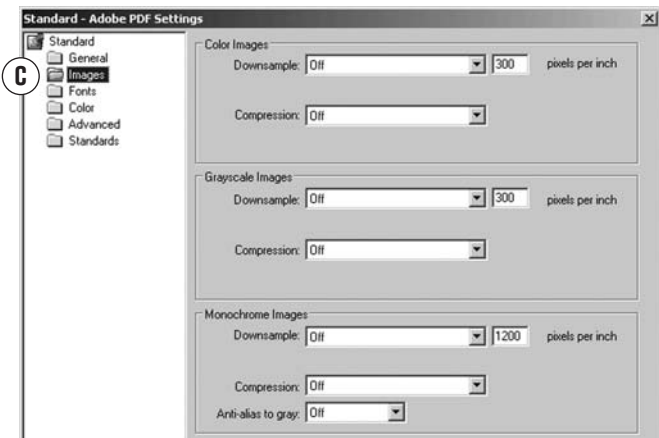 Standard - Adobe PDF Settings
Standard
General
C
Images
Fonts
Color
Advanced
Standards
Color Images
Downsample: Off 300 pixels per inch
Compression: Off
Grayscale Images
Downsample: Off 300 pixels per inch
Compression: Off
Monochrome Images
Downsample: Off 1200 pixels per inch
Compression: Off
Anti-alias to gray: Off